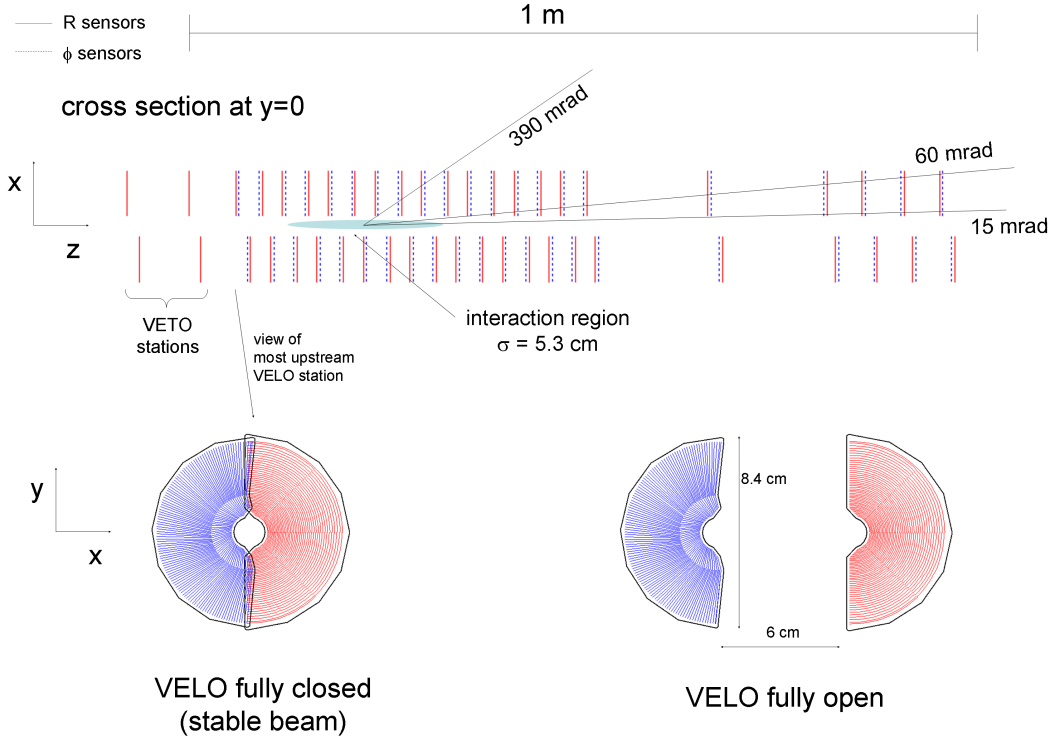 R sensors
ϕ sensors
1 m
cross section at y=0
390 mrad
60 mrad
15 mrad
x
z
VETO
stations
interaction region
σ = 5.3 cm
view of
most upstream
VELO station
y
x
8.4 cm
6 cm
VELO fully closed
(stable beam)
VELO fully open